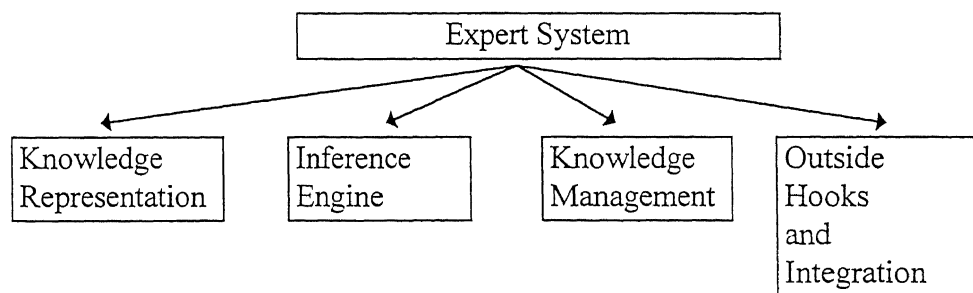 Expert System
Knowledge
Representation
Inference
Engine
Knowledge
Management
Outside
Hooks
and
Integration